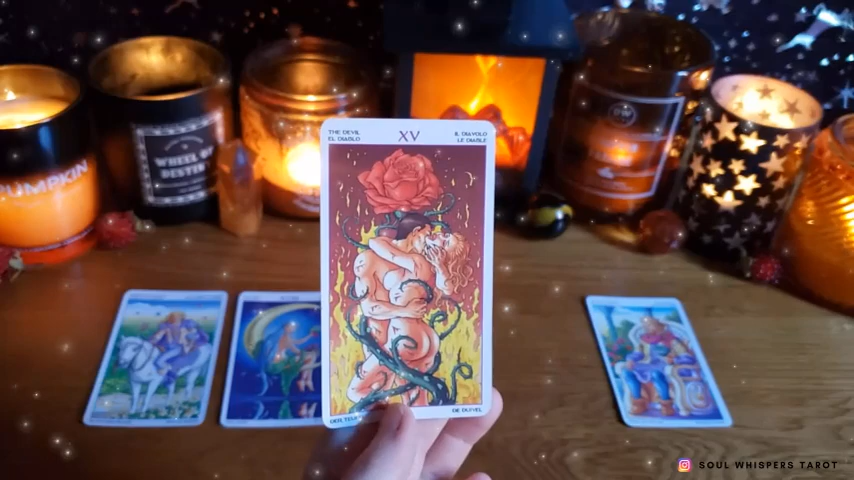 THE DEVIL
EL DIABLO
XV
IL DIAVOLO
LE DIABLE
PUMPKIN
WHEEL OF
DESTINY
DE DUIVEL
SOUL WHISPERS TAROT